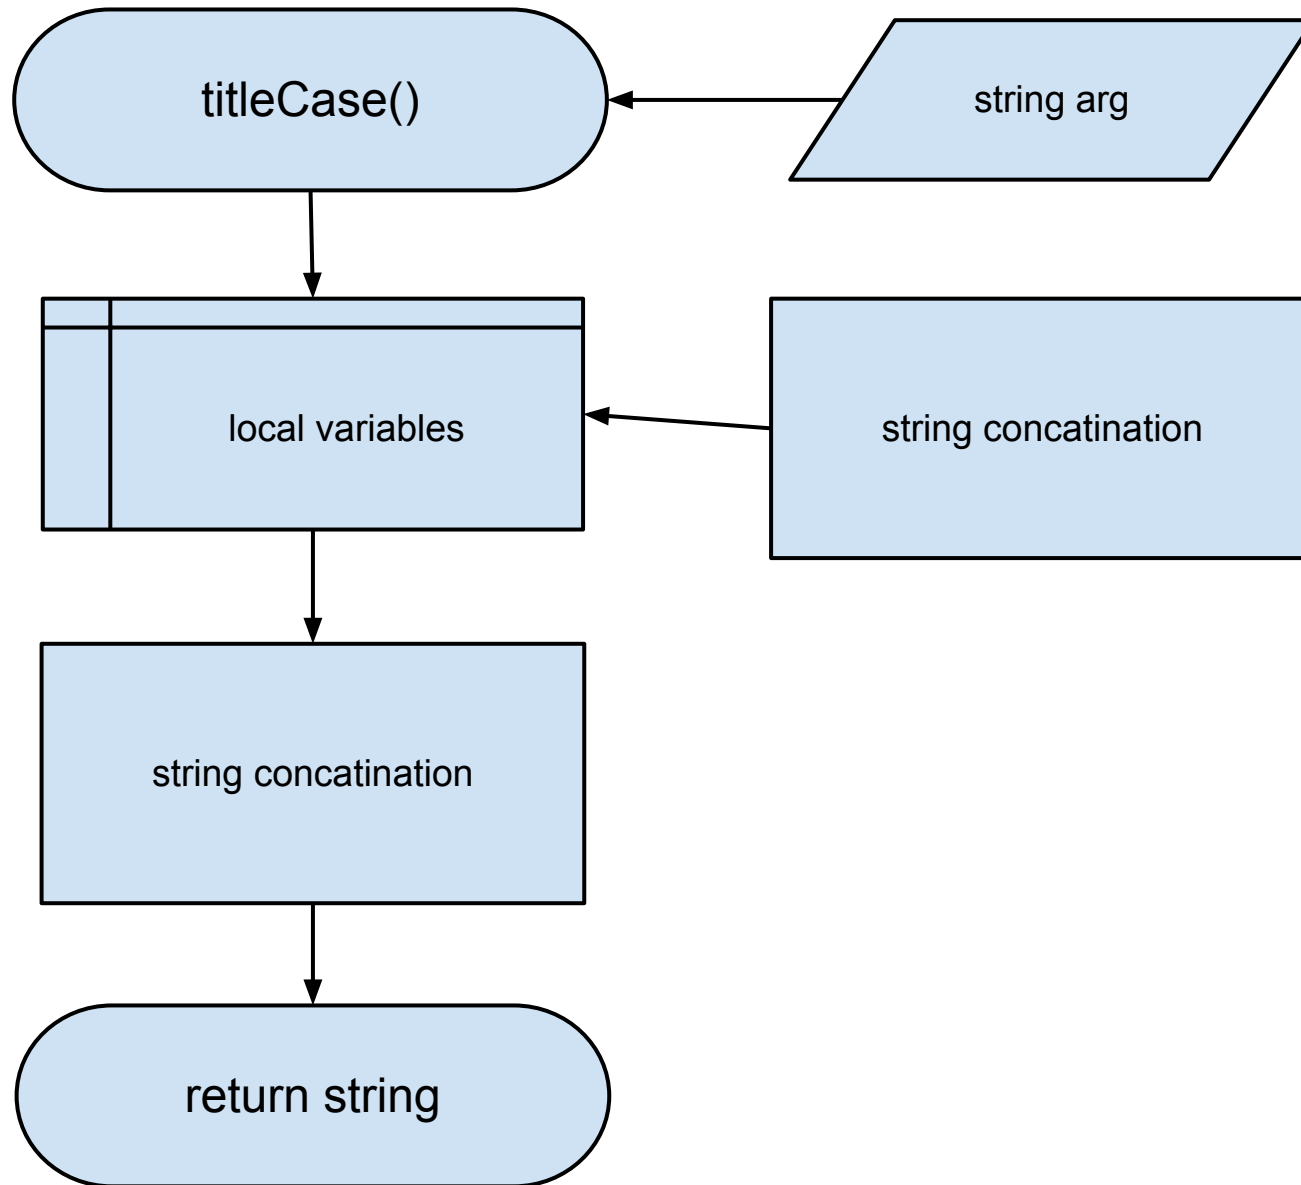 titleCase()
string arg
local variables
string concatination
string concatination
return string